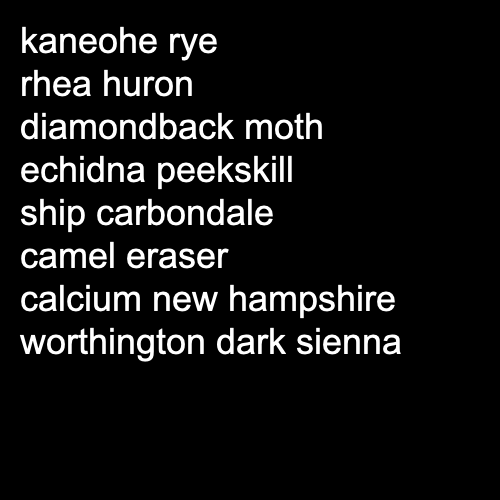 kaneohe rye
rhea huron
diamondback moth
echidna peekskill
ship carbondale
camel eraser
calcium new hampshire
worthington dark sienna